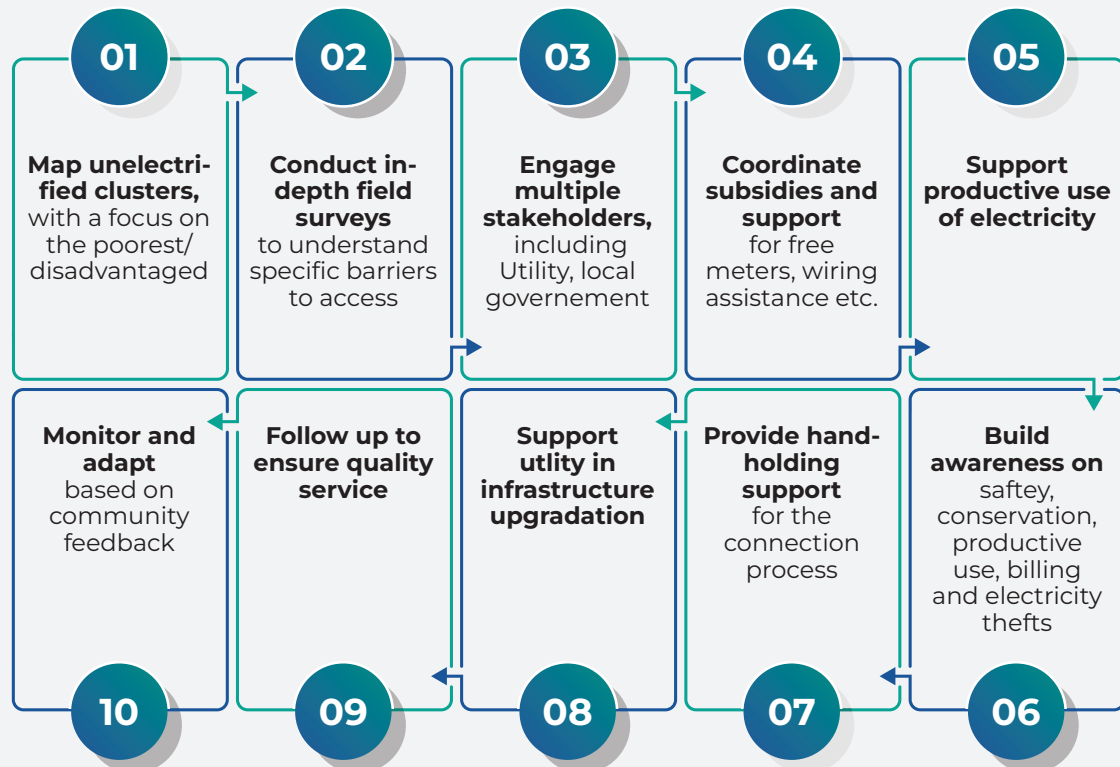 01
Map unelectri-
fied clusters,
with a focus on
the poorest/
disadvantaged
02
Conduct in-
depth field
surveys
to understand
specific barriers
to access
03
Engage
multiple
stakeholders,
including
Utility, local
governement
04
Coordinate
subsidies and
support
for free
meters, wiring
assistance etc.
05
Support
productive use
of electricity
Build
awareness on
saftey,
conservation,
productive
use, billing
and electricity
thefts
06
Provide hand-
holding
support
for the
connection
process
07
Support
utlity in
infrastructure
upgradation
08
Follow up to
ensure quality
service
09
Monitor and
adapt
based on
community
feedback
10